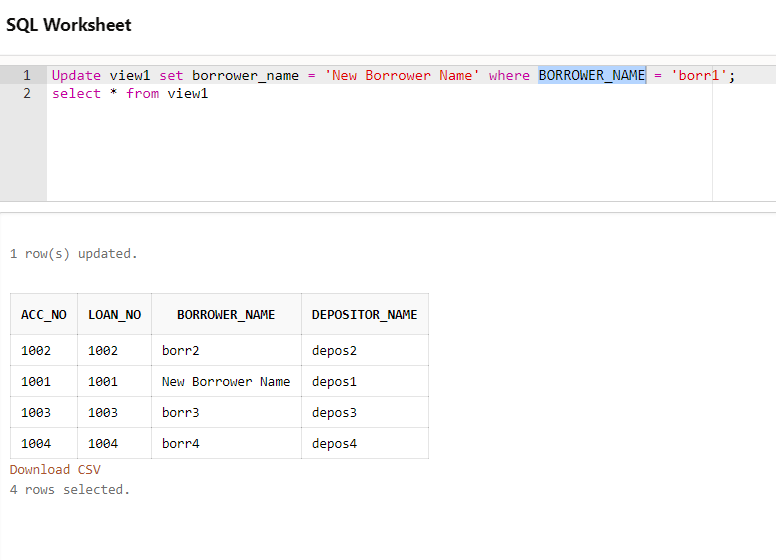 SQL Worksheet
1 Update view1 set borrower_name = 'New Borrower Name' where BORROWER_NAME = 'borr1';
2 select * from view1
1 row(s) updated.
ACC_NO LOAN_NO BORROWER_NAME DEPOSITOR_NAME
1002 1002 borr2 depos2
1001 1001 New Borrower Name depos1
1003 1003 borr3 depos3
1004 1004 borr4 depos4
Download CSV
4 rows selected.